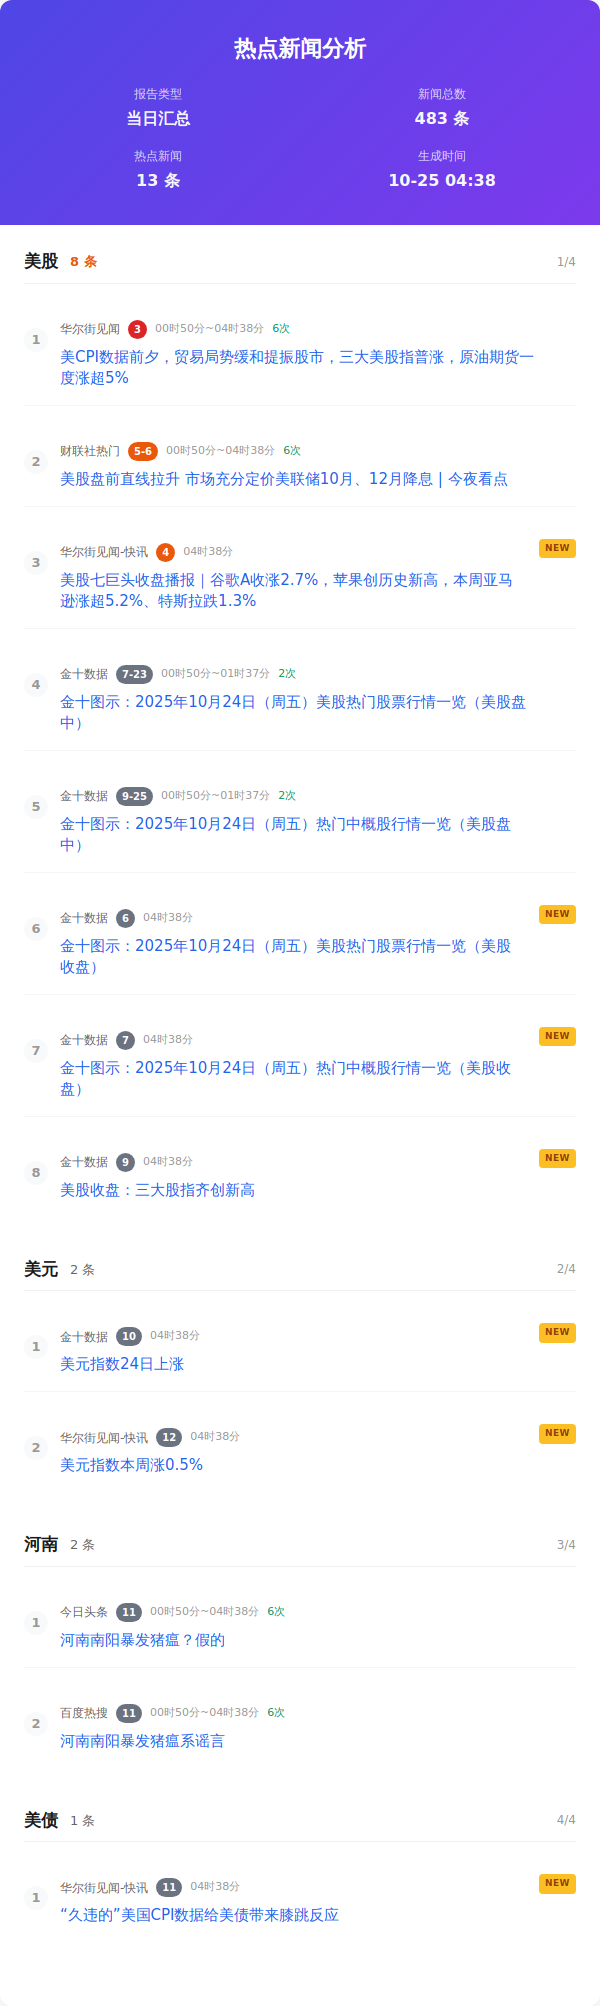 热点新闻分析
报告类型
新闻总数
当日汇总
483 条
热点新闻
生成时间
13 条
10-25 04:38
美股 8 条 1/4
1
华尔街见闻 3 00时50分~04时38分 6次
美CPI数据前夕，贸易局势缓和提振股市，三大美股指普涨，原油期货一
度涨超5%
2
财联社热门 5-6 00时50分~04时38分 6次
美股盘前直线拉升 市场充分定价美联储10月、12月降息 | 今夜看点
3
华尔街见闻-快讯 4 04时38分 NEW
美股七巨头收盘播报｜谷歌A收涨2.7%，苹果创历史新高，本周亚马
逊涨超5.2%、特斯拉跌1.3%
4
金十数据 7-23 00时50分~01时37分 2次
金十图示：2025年10月24日（周五）美股热门股票行情一览（美股盘
中）
5
金十数据 9-25 00时50分~01时37分 2次
金十图示：2025年10月24日（周五）热门中概股行情一览（美股盘
中）
6
金十数据 6 04时38分 NEW
金十图示：2025年10月24日（周五）美股热门股票行情一览（美股
收盘）
7
金十数据 7 04时38分 NEW
金十图示：2025年10月24日（周五）热门中概股行情一览（美股收
盘）
8
金十数据 9 04时38分 NEW
美股收盘：三大股指齐创新高
美元 2 条 2/4
1
金十数据 10 04时38分 NEW
美元指数24日上涨
2
华尔街见闻-快讯 12 04时38分 NEW
美元指数本周涨0.5%
河南 2 条 3/4
1
今日头条 11 00时50分~04时38分 6次
河南南阳暴发猪瘟？假的
2
百度热搜 11 00时50分~04时38分 6次
河南南阳暴发猪瘟系谣言
美债 1 条 4/4
1
华尔街见闻-快讯 11 04时38分 NEW
“久违的”美国CPI数据给美债带来膝跳反应